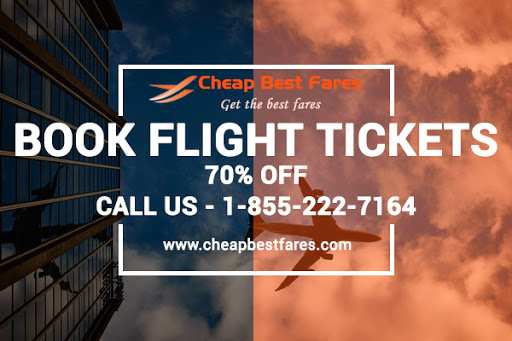 Cheap Best Fares
Get the best fares
BOOK FLIGHT TICKETS
70% OFF
CALL US - 1-855-222-7164
www.cheapbestfares.com